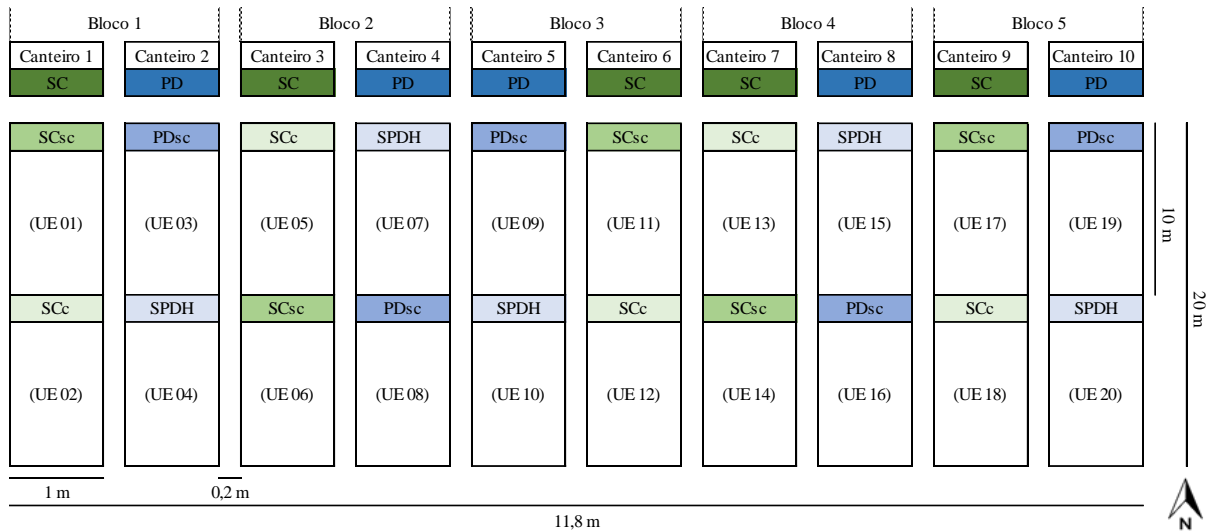 Bloco 1 Bloco 2 Bloco 3 Bloco 4 Bloco 5
Canteiro 1 Canteiro 2 Canteiro 3 Canteiro 4 Canteiro 5 Canteiro 6 Canteiro 7 Canteiro 8 Canteiro 9 Canteiro 10
SC PD SC PD PD SC SC PD SC PD
SCsc PDsc SCc SPDH PDsc SCsc SCc SPDH SCsc PDsc
(UE 01) (UE 03) (UE 05) (UE 07) (UE 09) (UE 11) (UE 13) (UE 15) (UE 17) (UE 19)
10 m
SCc SPDH SCsc PDsc SPDH SCc SCsc PDsc SCc SPDH
20 m
(UE 02) (UE 04) (UE 06) (UE 08) (UE 10) (UE 12) (UE 14) (UE 16) (UE 18) (UE 20)
1 m 0,2 m
11,8 m
N